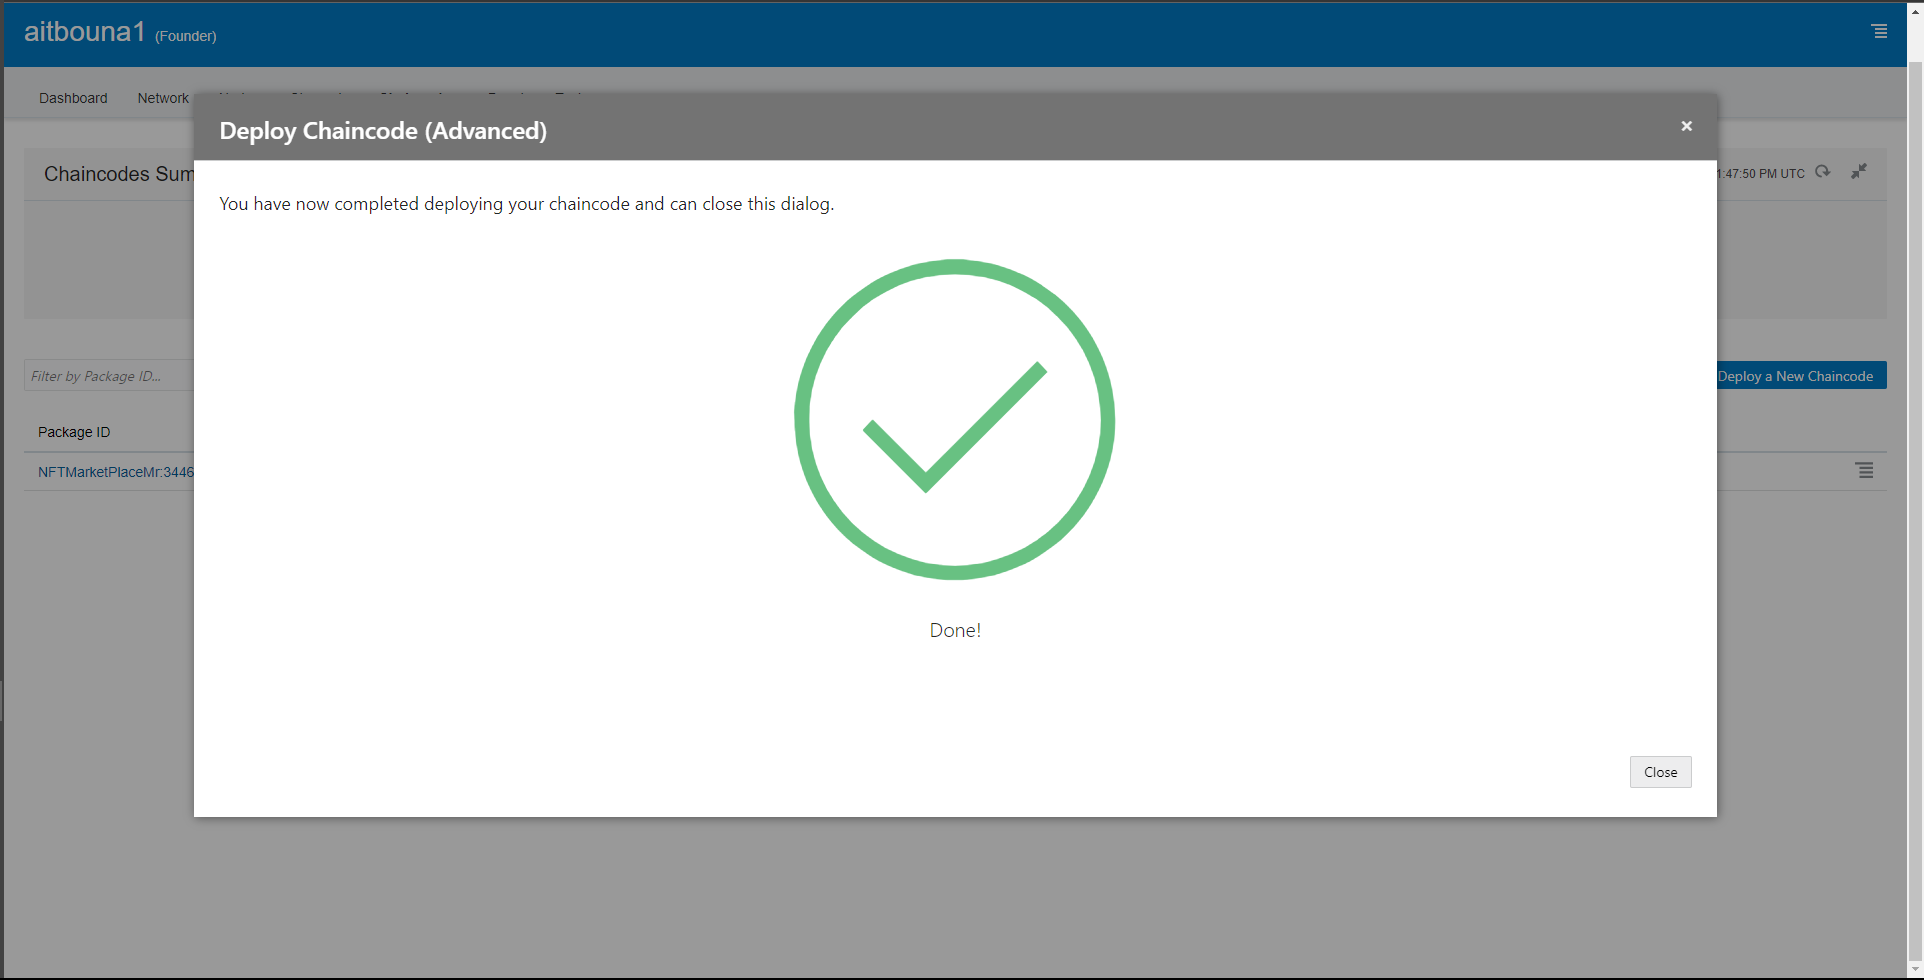 aitbouna1 (Founder)
Dashboard Network
Deploy Chaincode (Advanced)
Chaincodes Sum
1:47:50 PM UTC
You have now completed deploying your chaincode and can close this dialog.
Filter by Package ID...
Deploy a New Chaincode
Package ID
NFTMarketPlaceMr:3446
Done!
Close